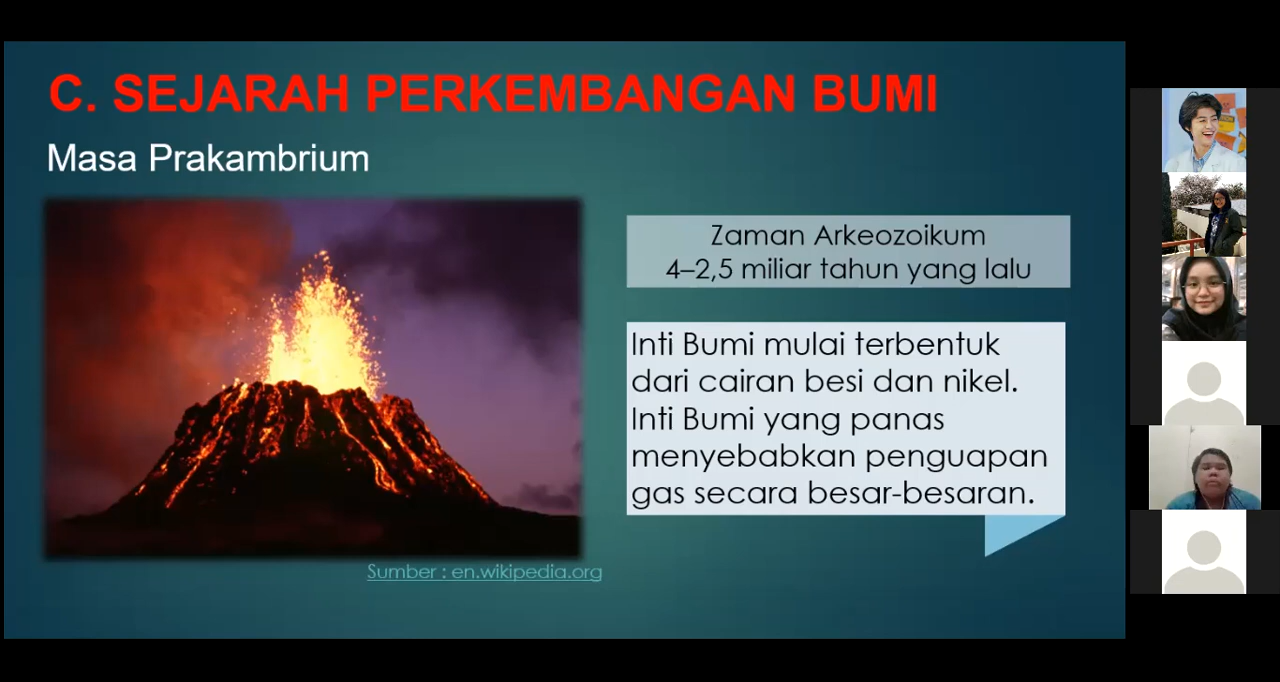 C. SEJARAH PERKEMBANGAN BUMI
Masa Prakambrium
Zaman Arkeozoikum
4–2,5 miliar tahun yang lalu
Inti Bumi mulai terbentuk
dari cairan besi dan nikel.
Inti Bumi yang panas
menyebabkan penguapan
gas secara besar-besaran.
Sumber : en.wikipedia.org